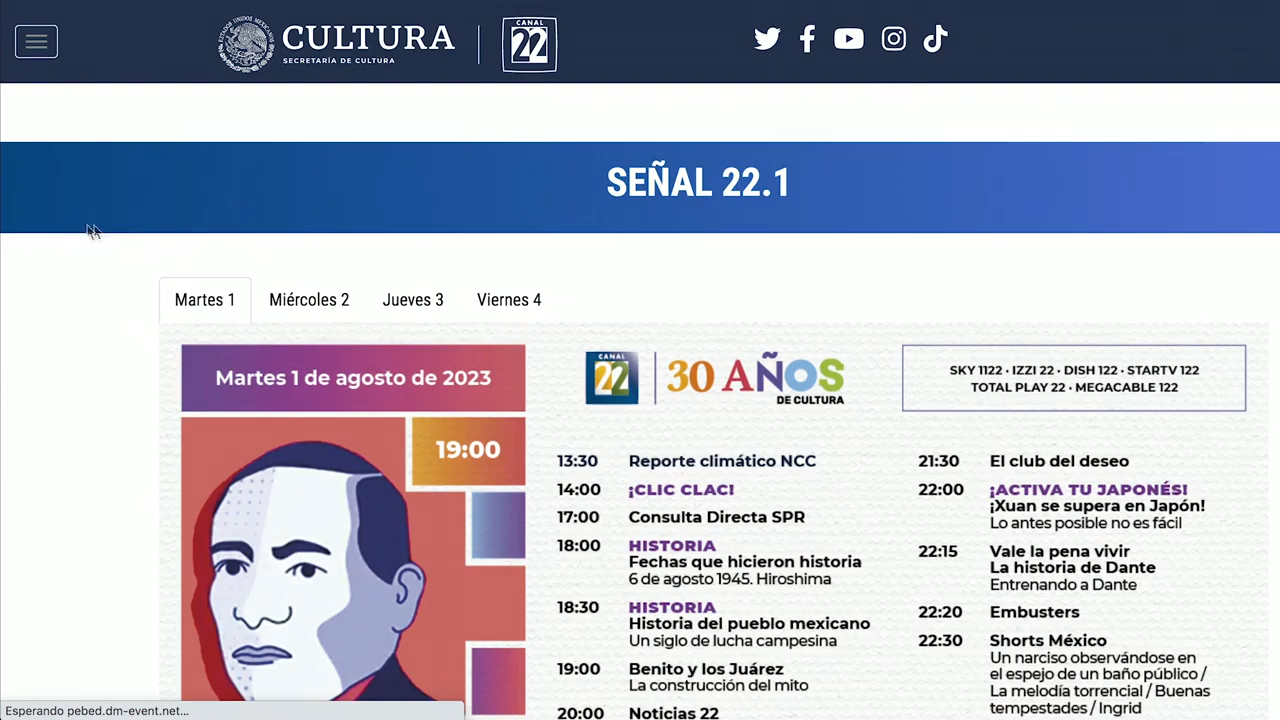 CULTURA
SECRETARÍA DE CULTURA
CANAL
22
SEÑAL 22.1
Martes 1
Miércoles 2
Jueves 3
Viernes 4
Martes 1 de agosto de 2023
19:00
CANAL
22
30 AÑOS
DE CULTURA
SKY 1122 · IZZI 22 · DISH 122 · STARTV 122
TOTAL PLAY 22 · MEGACABLE 122
13:30 Reporte climático NCC
14:00 ¡CLIC CLAC!
17:00 Consulta Directa SPR
18:00 HISTORIA
Fechas que hicieron historia
6 de agosto 1945. Hiroshima
18:30 HISTORIA
Historia del pueblo mexicano
Un siglo de lucha campesina
19:00 Benito y los Juárez
La construcción del mito
20:00 Noticias 22
21:30 El club del deseo
22:00 ¡ACTIVA TU JAPONÉS!
¡Xuan se supera en Japón!
Lo antes posible no es fácil
22:15 Vale la pena vivir
La historia de Dante
Entrenando a Dante
22:20 Embusters
22:30 Shorts México
Un narciso observándose en
el espejo de un baño público /
La melodía torrencial / Buenas
tempestades / Ingrid
Esperando pebed.dm-event.net...